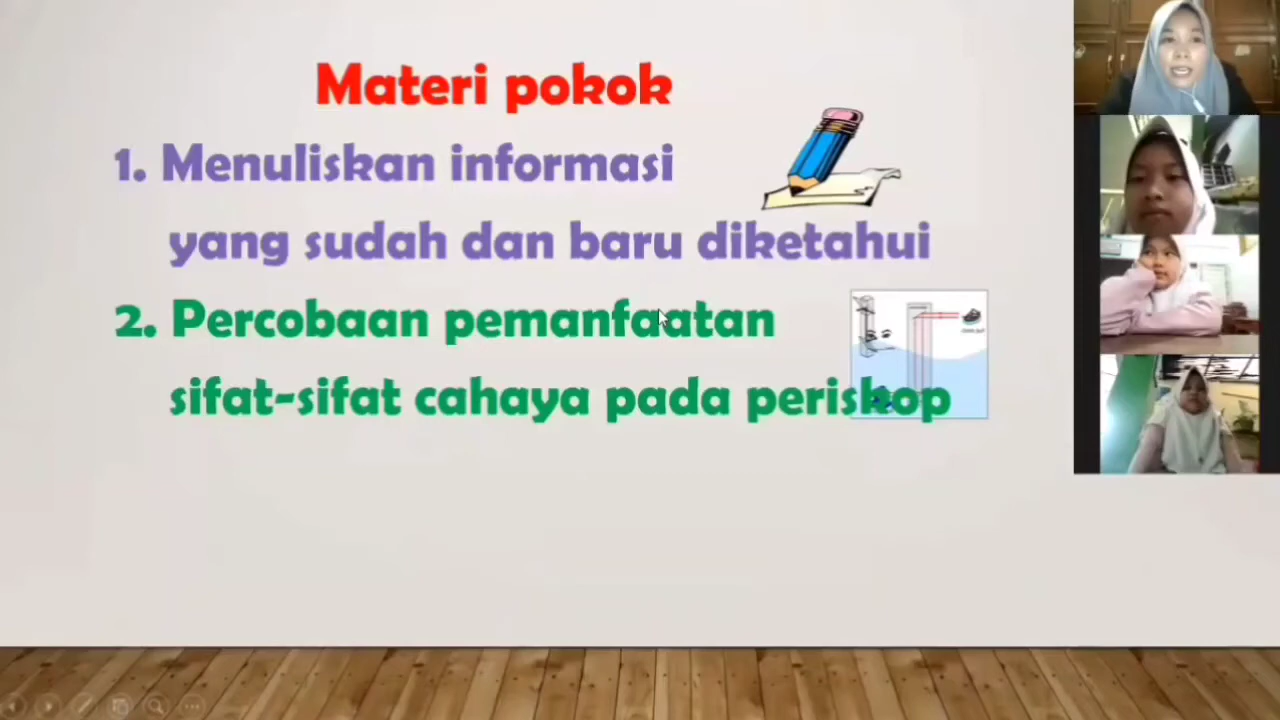 Materi pokok
1. Menuliskan informasi
yang sudah dan baru diketahui
2. Percobaan pemanfaatan
sifat-sifat cahaya pada periskop